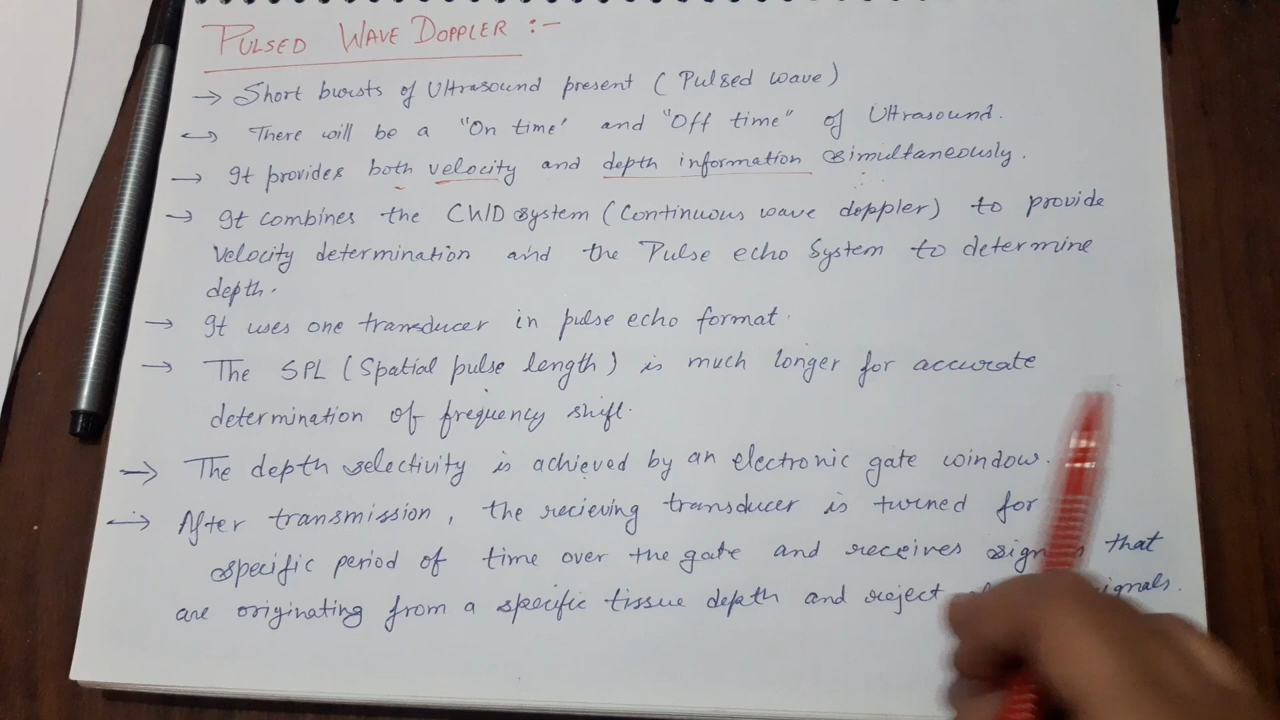 PULSED WAVE DOPPLER :-
→ Short bursts of Ultrasound present (Pulsed wave)
→ There will be a "On time' and "Off time" of Ultrasound.
→ It provides both velocity and depth information simultaneously.
→ It combines the CWD system (Continuous wave doppler) to provide
velocity determination and the Pulse echo System to determine
depth.
→ It uses one transducer in pulse echo format.
→ The SPL (Spatial pulse length) is much longer for accurate
determination of frequency shift.
→ The depth selectivity is achieved by an electronic gate window.
→ After transmission, the recieving transducer is turned for
specific period of time over the gate and receives that
are originating from a specific tissue depth and reject